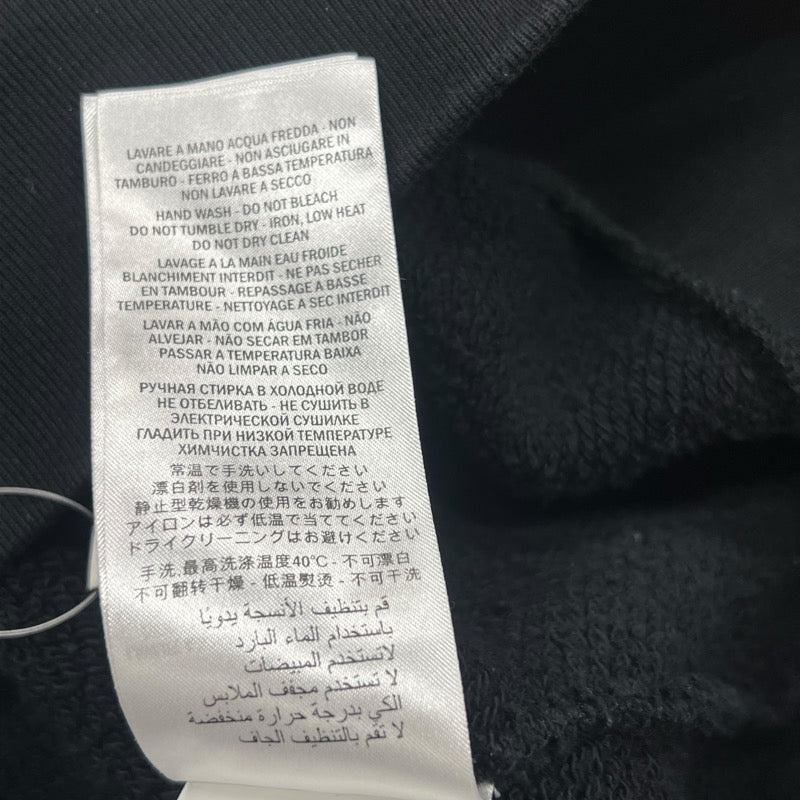 LAVARE A MANO ACQUA FREDDA - NON
CANDEGGIARE - NON ASCIUGARE IN
TAMBURO - FERRO A BASSA TEMPERATURA
NON LAVARE A SECCO
HAND WASH - DO NOT BLEACH
DO NOT TUMBLE DRY - IRON, LOW HEAT
DO NOT DRY CLEAN
LAVAGE A LA MAIN EAU FROIDE
BLANCHIMENT INTERDIT - NE PAS SECHER
EN TAMBOUR - REPASSAGE A BASSE
TEMPERATURE - NETTOYAGE A SEC INTERDIT
LAVAR A MÃO COM ÁGUA FRIA - NÃO
ALVEJAR - NÃO SECAR EM TAMBOR
PASSAR A TEMPERATURA BAIXA
NÃO LIMPAR A SECO
РУЧНАЯ СТИРКА В ХОЛОДНОЙ ВОДЕ
НЕ ОТБЕЛИВАТЬ - НЕ СУШИТЬ В
ЭЛЕКТРИЧЕСКОЙ СУШИЛКЕ
ГЛАДИТЬ ПРИ НИЗКОЙ ТЕМПЕРАТУРЕ
ХИМЧИСТКА ЗАПРЕЩЕНА
常温で手洗いしてください
漂白剤を使用しないでください
静止型乾燥機の使用をお勧めします
アイロンは必ず低温で当ててください
ドライクリーニングはお避けください
手洗,最高洗涤温度40℃ - 不可漂白
不可翻转干燥 - 低温熨烫 - 不可干洗
قم بتنظيف الأنسجة يدويًا
باستخدام الماء البارد
لاتستخدم المبيضات
لا تستخدم مجفف الملابس
الكي بدرجة حرارة منخفضة
لا تقم بالتنظيف الجاف